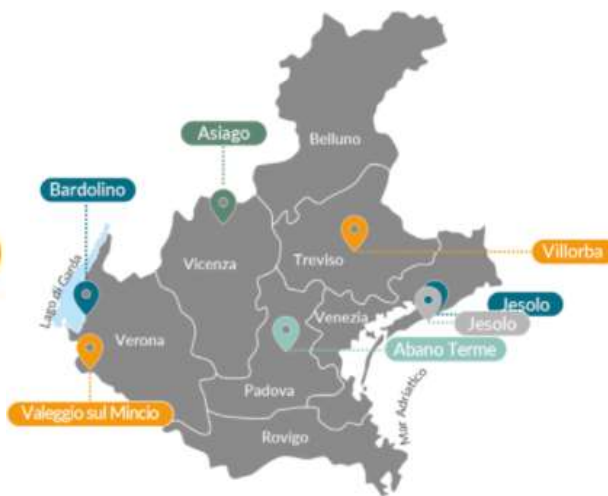 Belluno
Asiago
Bardolino
Villorba
Treviso
Vicenza
Lago di Garda
Jesolo
Venezia
Jesolo
Verona
Abano Terme
Padova
Mar Adriatico
Valeggio sul Mincio
Rovigo